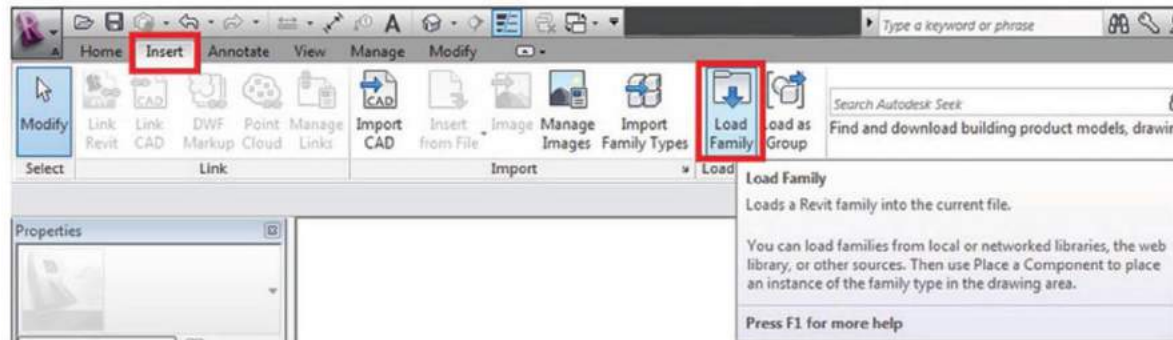 Type a keyword or phrase
Home Insert Annotate View Manage Modify
Modify
Link Revit
Link CAD
DWF Markup
Point Cloud
Manage Links
Import CAD
Insert from File
Image
Manage Images
Import Family Types
Load Family
Load as Group
Search Autodesk Seek
Find and download building product models,
Select Link Import Load
Load Family
Loads a Revit family into the current file.
You can load families from local or networked libraries, the web
library, or other sources. Then use Place a Component to place
an instance of the family type in the drawing area.
Press F1 for more help
Properties